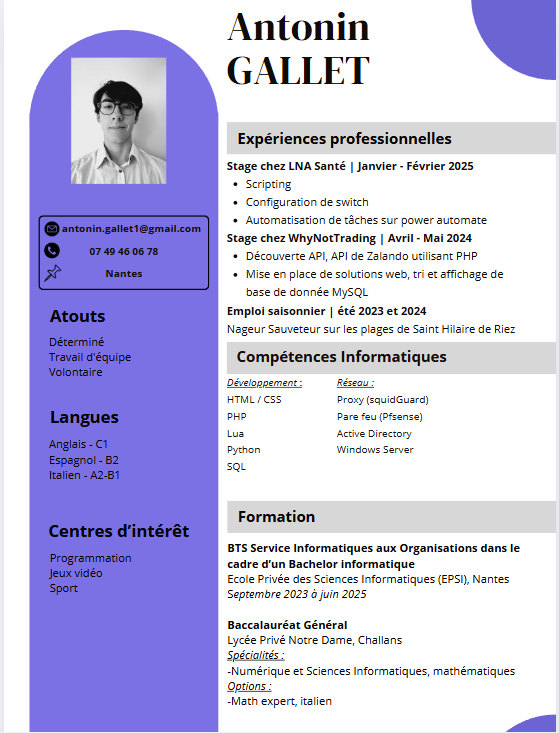 Antonin
GALLET
antonin.gallet1@gmail.com
07 49 46 06 78
Nantes
Atouts
Déterminé
Travail d'équipe
Volontaire
Langues
Anglais - C1
Espagnol - B2
Italien - A2-B1
Centres d'intérêt
Programmation
Jeux vidéo
Sport
Expériences professionnelles
Stage chez LNA Santé | Janvier - Février 2025
• Scripting
• Configuration de switch
• Automatisation de tâches sur power automate
Stage chez WhyNotTrading | Avril - Mai 2024
• Découverte API, API de Zalando utilisant PHP
• Mise en place de solutions web, tri et affichage de
base de donnée MySQL
Emploi saisonnier | été 2023 et 2024
Nageur Sauveteur sur les plages de Saint Hilaire de Riez
Compétences Informatiques
Développement :
HTML / CSS
PHP
Lua
Python
SQL
Réseau :
Proxy (squidGuard)
Pare feu (Pfsense)
Active Directory
Windows Server
Formation
BTS Service Informatiques aux Organisations dans le
cadre d'un Bachelor informatique
Ecole Privée des Sciences Informatiques (EPSI), Nantes
Septembre 2023 à juin 2025
Baccalauréat Général
Lycée Privé Notre Dame, Challans
Spécialités :
-Numérique et Sciences Informatiques, mathématiques
Options :
-Math expert, italien